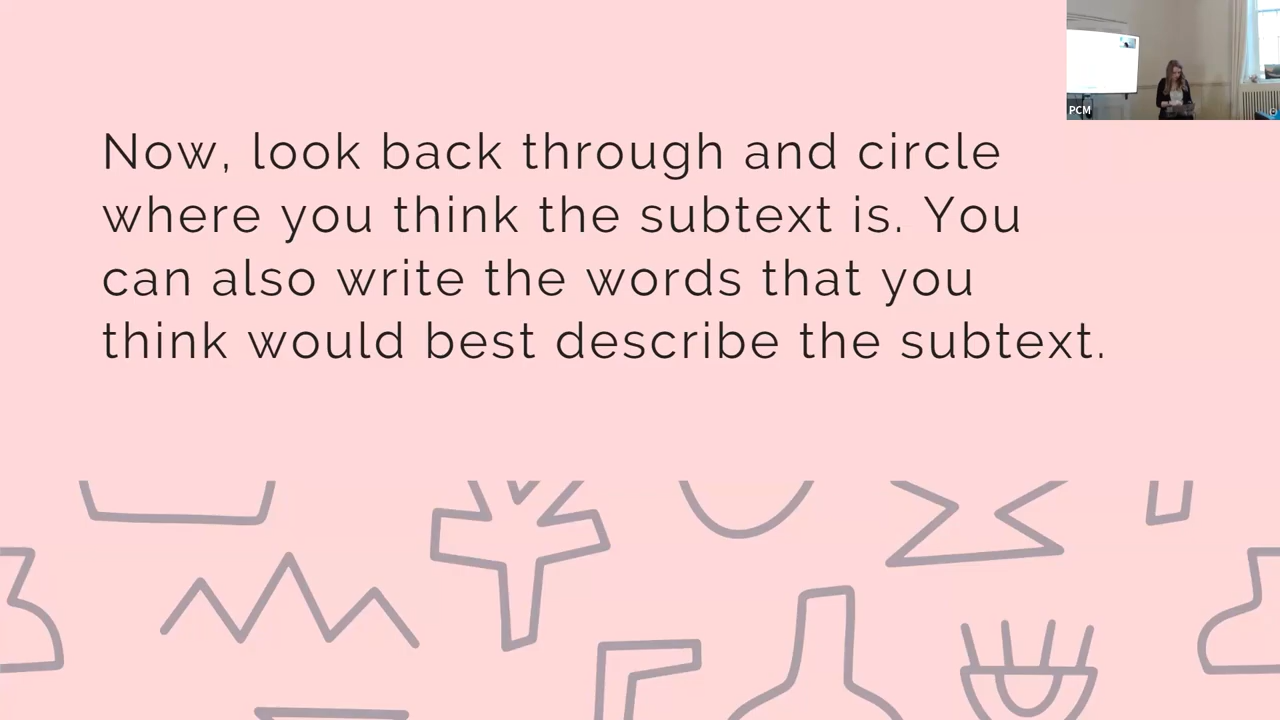 Now, look back through and circle
where you think the subtext is. You
can also write the words that you
think would best describe the subtext.
PCM